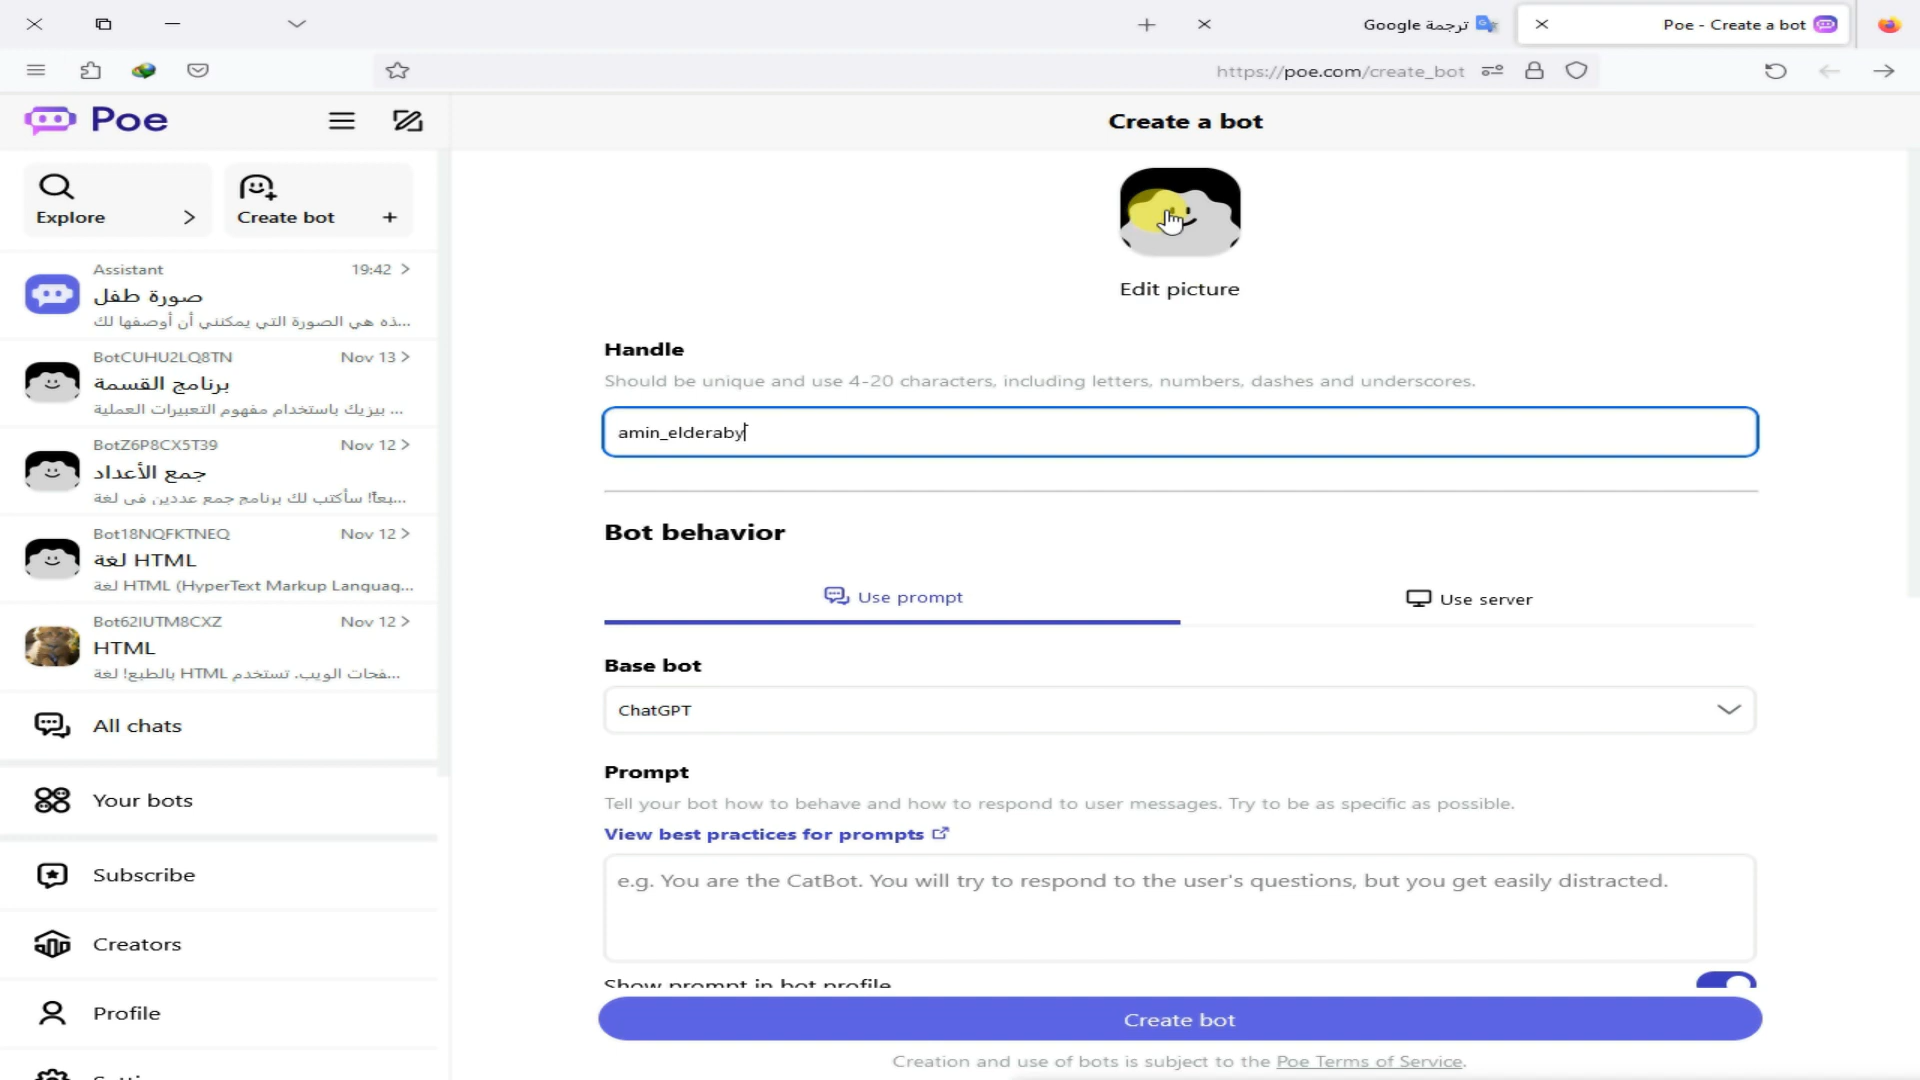 ترجمة Google
Poe - Create a bot
https://poe.com/create_bot
Poe
Create a bot
Explore
Create bot
Assistant 19:42
صورة طفل
ذه هي الصورة التي يمكنني أن أوصفها لك...
BotCUHU2LQ8TN Nov 13
برنامج القسمة
بيزيك باستخدام مفهوم التعبيرات العملية ...
BotZ6P8CX5T39 Nov 12
جمع الأعداد
بعاً! سأكتب لك برنامج جمع عددين في لغة...
Bot18NQFKTNEQ Nov 12
لغة HTML
لغة HTML (HyperText Markup Languag...
Bot62IUTM8CXZ Nov 12
HTML
بالطبع! لغة HTML تستخدم .صفحات الويب...
All chats
Your bots
Subscribe
Creators
Profile
Edit picture
Handle
Should be unique and use 4-20 characters, including letters, numbers, dashes and underscores.
amin_elderaby
Bot behavior
Use prompt
Use server
Base bot
ChatGPT
Prompt
Tell your bot how to behave and how to respond to user messages. Try to be as specific as possible.
View best practices for prompts
e.g. You are the CatBot. You will try to respond to the user's questions, but you get easily distracted.
Show prompt in bot profile
Create bot
Creation and use of bots is subject to the Poe Terms of Service.